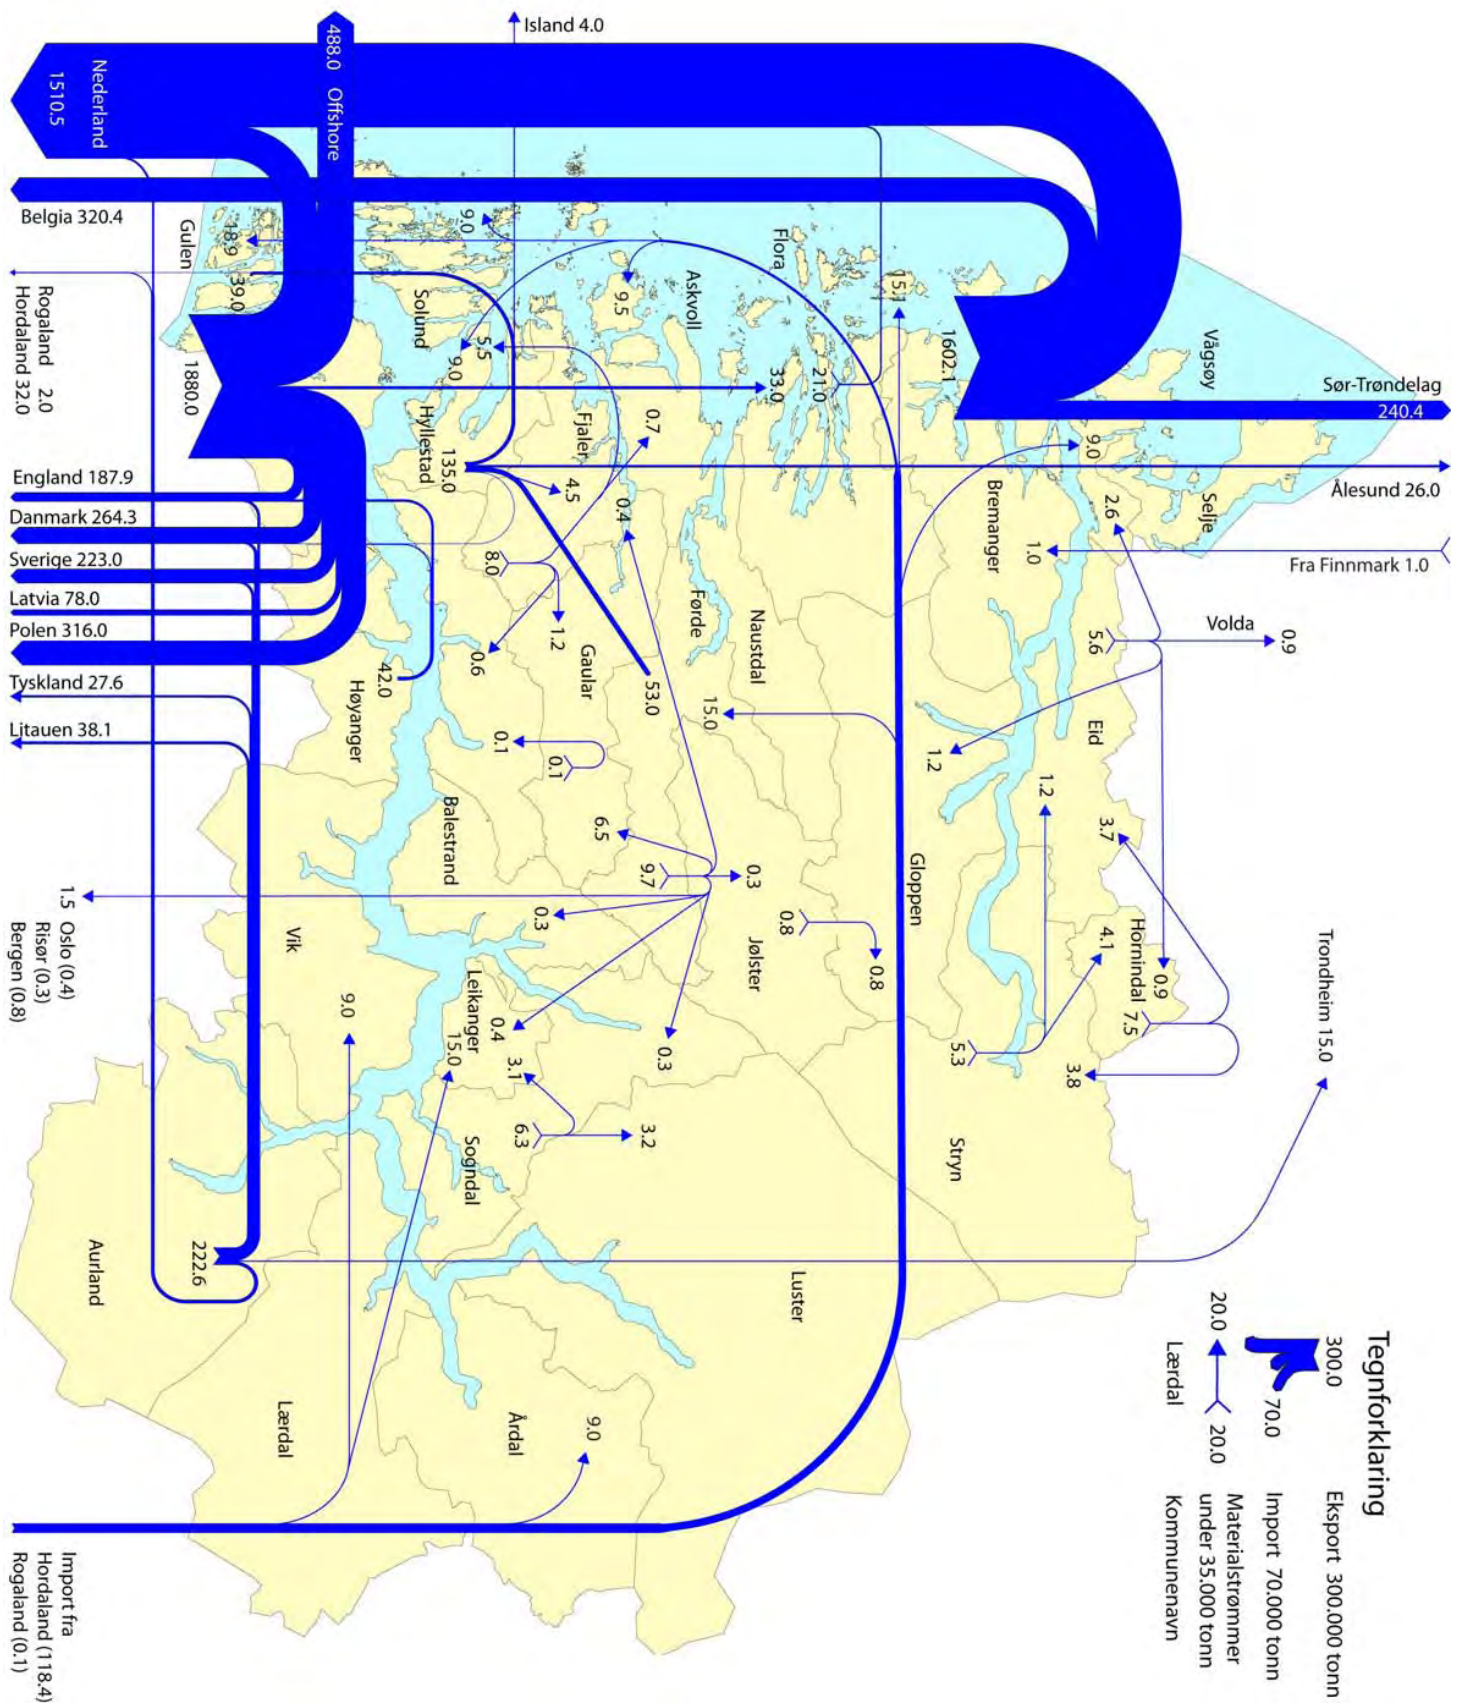 Island 4.0
488.0 Offshore
Nederland
1510.5
Belgia 320.4
Gulen
18.9
39.0
9.0
Solund
5.5
9.0
9.5
Askvoll
Flora
15.1
1602.1
Vågsøy
Sør-Trøndelag
240.4
Rogaland 2.0
Hordaland 32.0
1880.0
33.0
21.0
Hyllestad
135.0
Fjaler
0.7
4.5
0.4
9.0
Bremanger
2.6
Selje
Ålesund 26.0
England 187.9
Danmark 264.3
Sverige 223.0
Latvia 78.0
Polen 316.0
Tyskland 27.6
Litauen 38.1
8.0
1.2
0.6
Førde
Naustdal
1.0
Fra Finnmark 1.0
5.6
Volda
0.9
Høyanger
42.0
Gaular
53.0
15.0
0.1
0.1
1.2
Eid
1.2
3.7
Balestrand
6.5
9.7
0.3
Gloppen
0.8
0.8
Jølster
0.3
1.5 Oslo (0.4)
Risør (0.3)
Bergen (0.8)
Vik
9.0
Leikanger
15.0
0.4
3.1
0.3
4.1
Hornindal
0.9
7.5
5.3
3.8
Trondheim 15.0
Sogndal
6.3
3.2
Stryn
Aurland
222.6
Luster
Lærdal
Årdal
9.0
Import fra
Hordaland (118.4)
Rogaland (0.1)
Tegnforklaring
300.0
Eksport 300.000 tonn
70.0
Import 70.000 tonn
20.0
20.0
Materialstrømmer
under 35.000 tonn
Lærdal
Kommunenavn